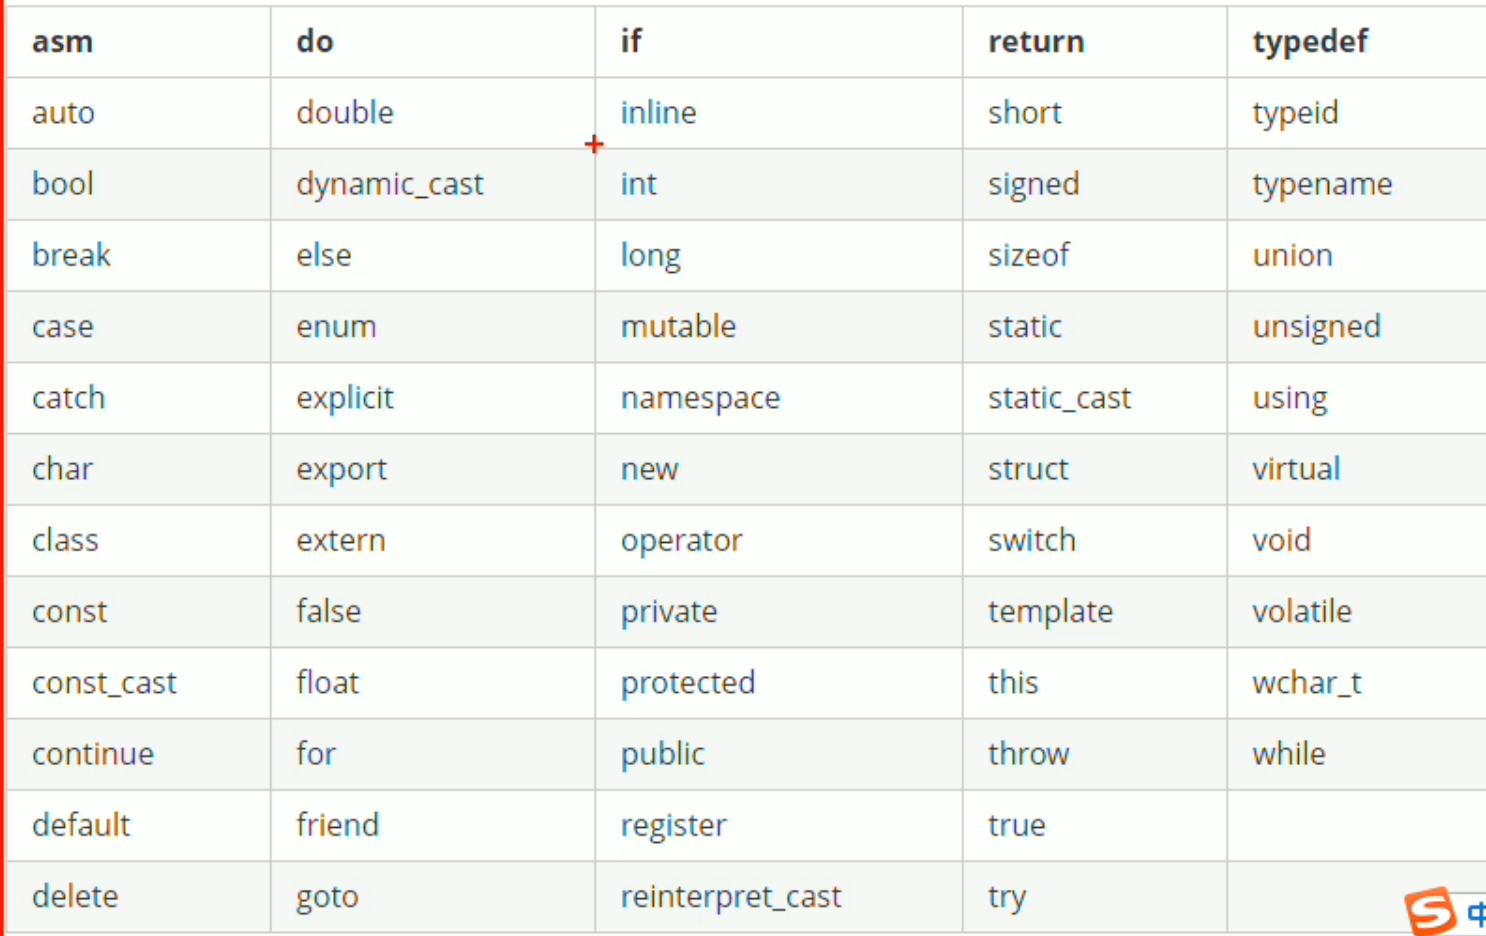 asm do if return typedef
auto double inline short typeid
bool dynamic_cast int signed typename
break else long sizeof union
case enum mutable static unsigned
catch explicit namespace static_cast using
char export new struct virtual
class extern operator switch void
const false private template volatile
const_cast float protected this wchar_t
continue for public throw while
default friend register true
delete goto reinterpret_cast try